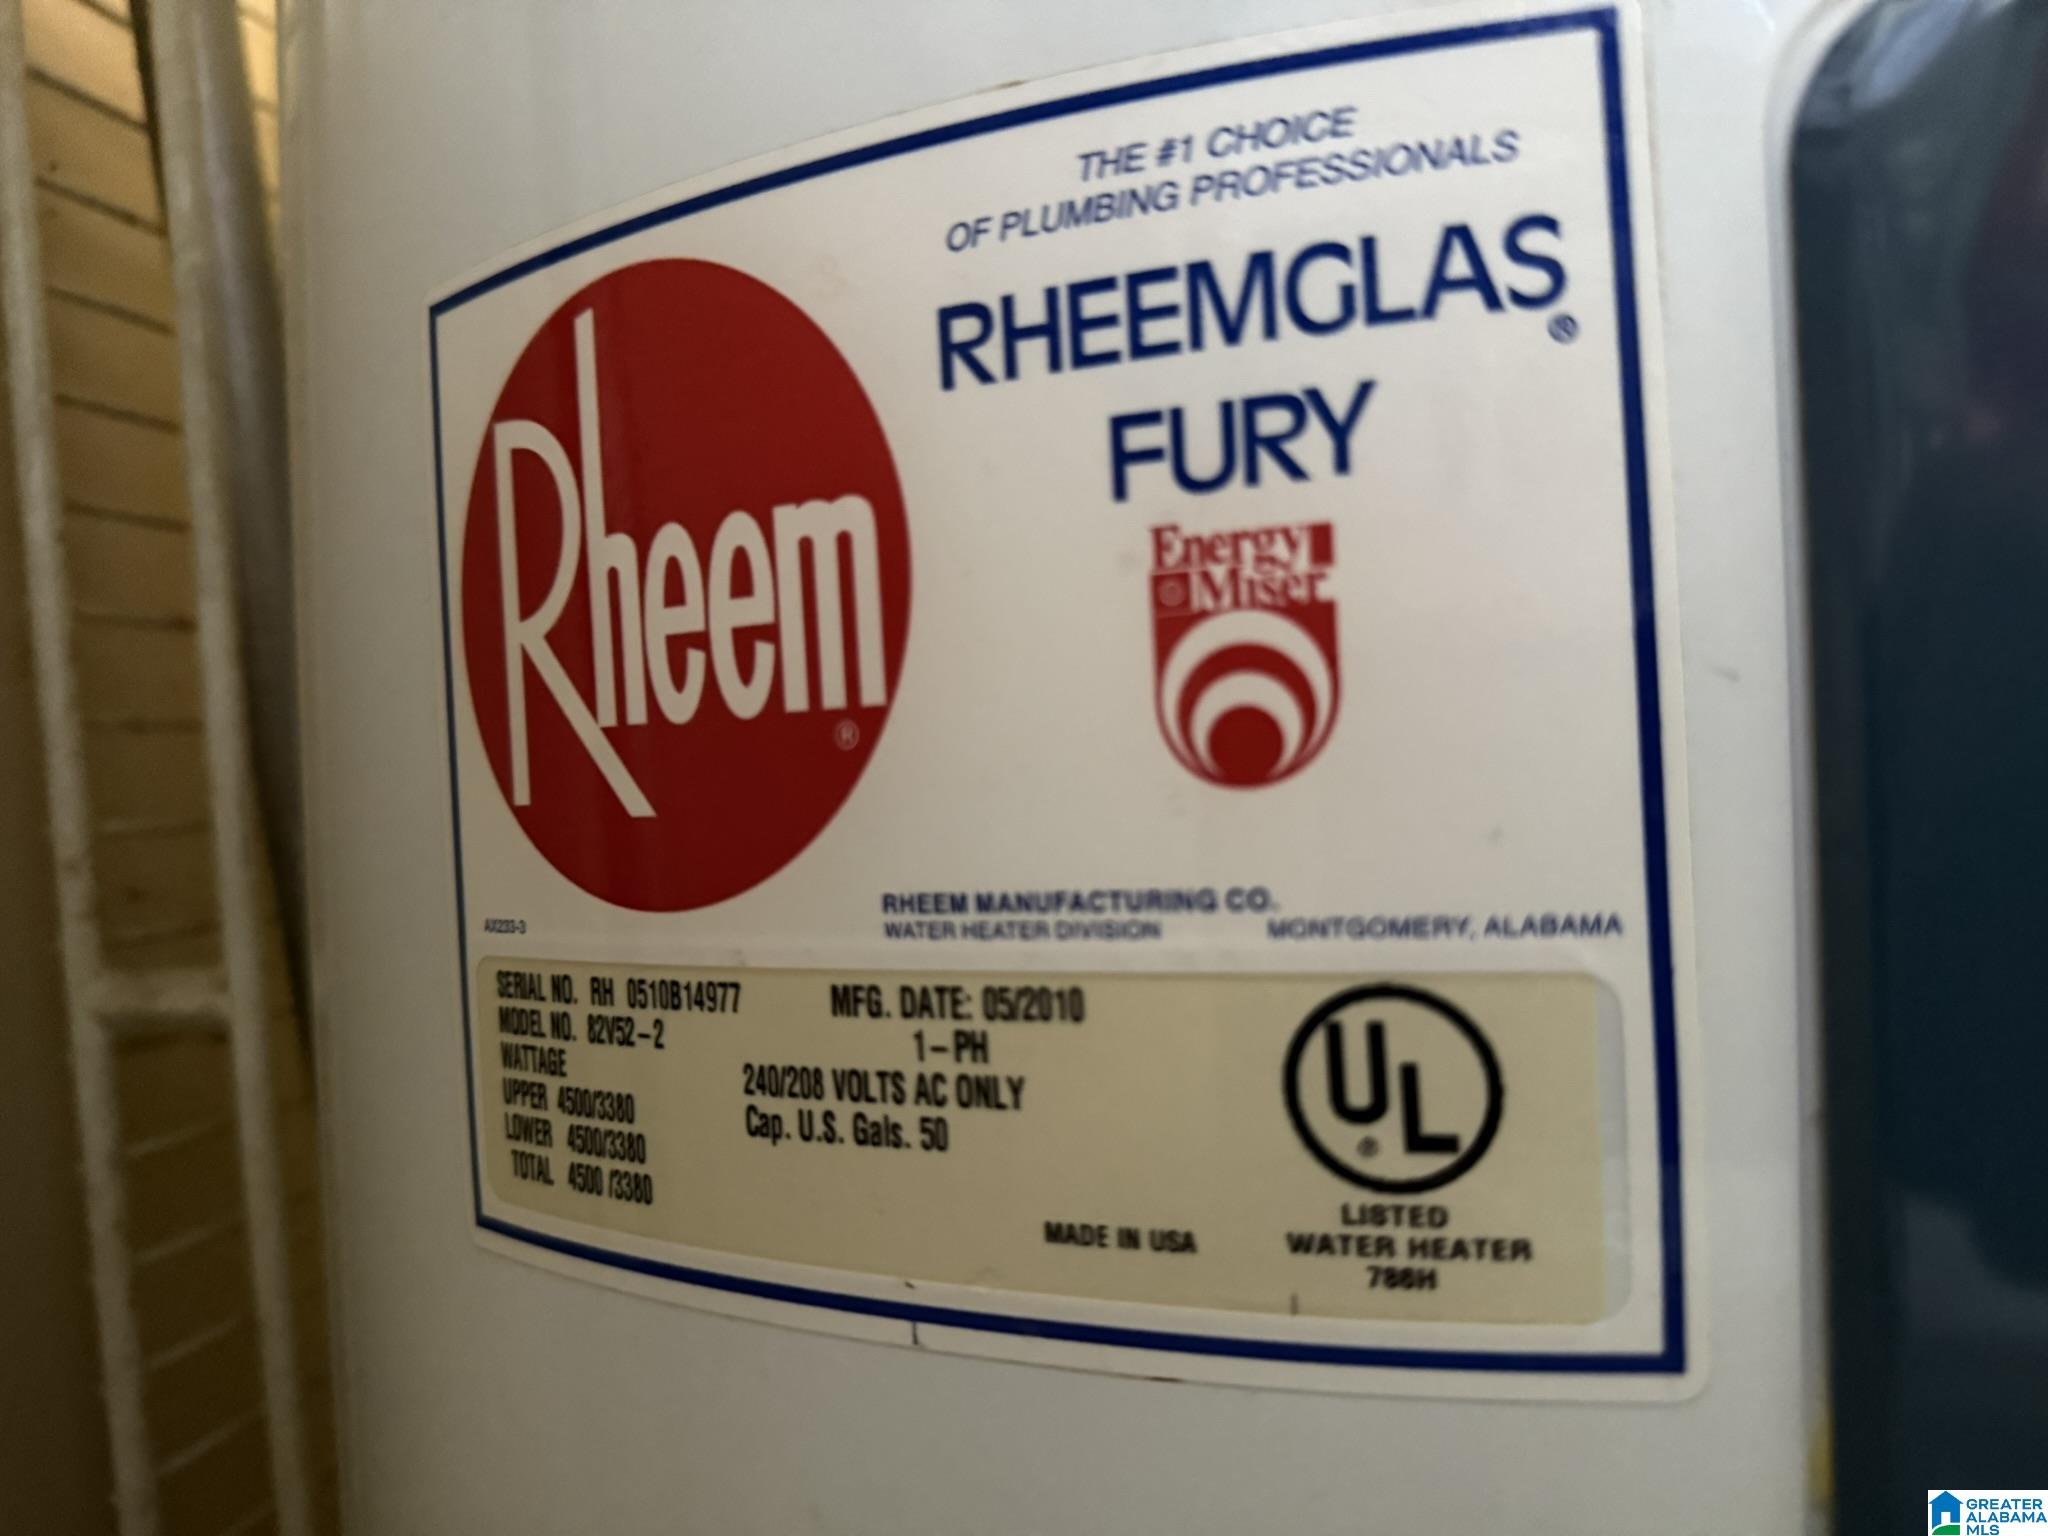 THE #1 CHOICE
OF PLUMBING PROFESSIONALS
RHEEMGLAS®
FURY
Rheem®
Energy
Miser
RHEEM MANUFACTURING CO.
AX233-3
WATER HEATER DIVISION MONTGOMERY, ALABAMA
SERIAL NO. RH 0510B14977 MFG. DATE: 05/2010
MODEL NO. 82V52-2 1-PH
WATTAGE
UPPER 4500/3380 240/208 VOLTS AC ONLY
LOWER 4500/3380 Cap. U.S. Gals. 50
TOTAL 4500/3380
UL®
LISTED
WATER HEATER
MADE IN USA
GREATER
ALABAMA
MLS